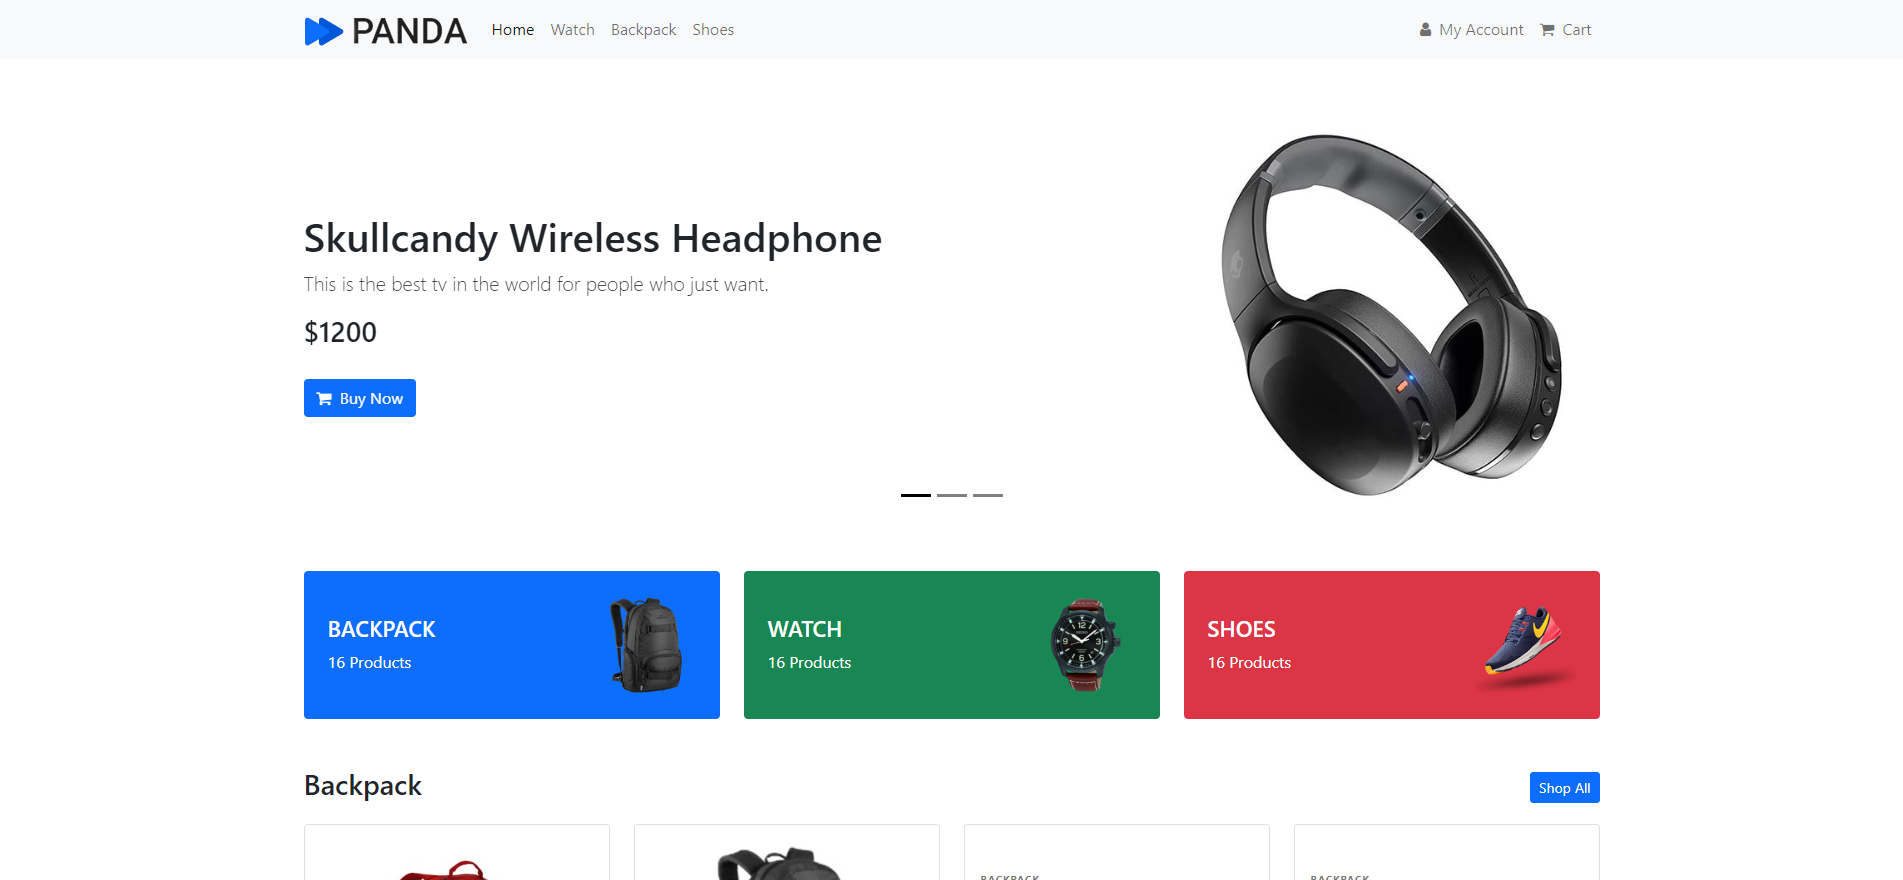 PANDA Home Watch Backpack Shoes My Account Cart
Skullcandy Wireless Headphone
This is the best tv in the world for people who just want.
$1200
Buy Now
BACKPACK
16 Products
WATCH
16 Products
SHOES
16 Products
Backpack
Shop All
BACKPACK
BACKPACK